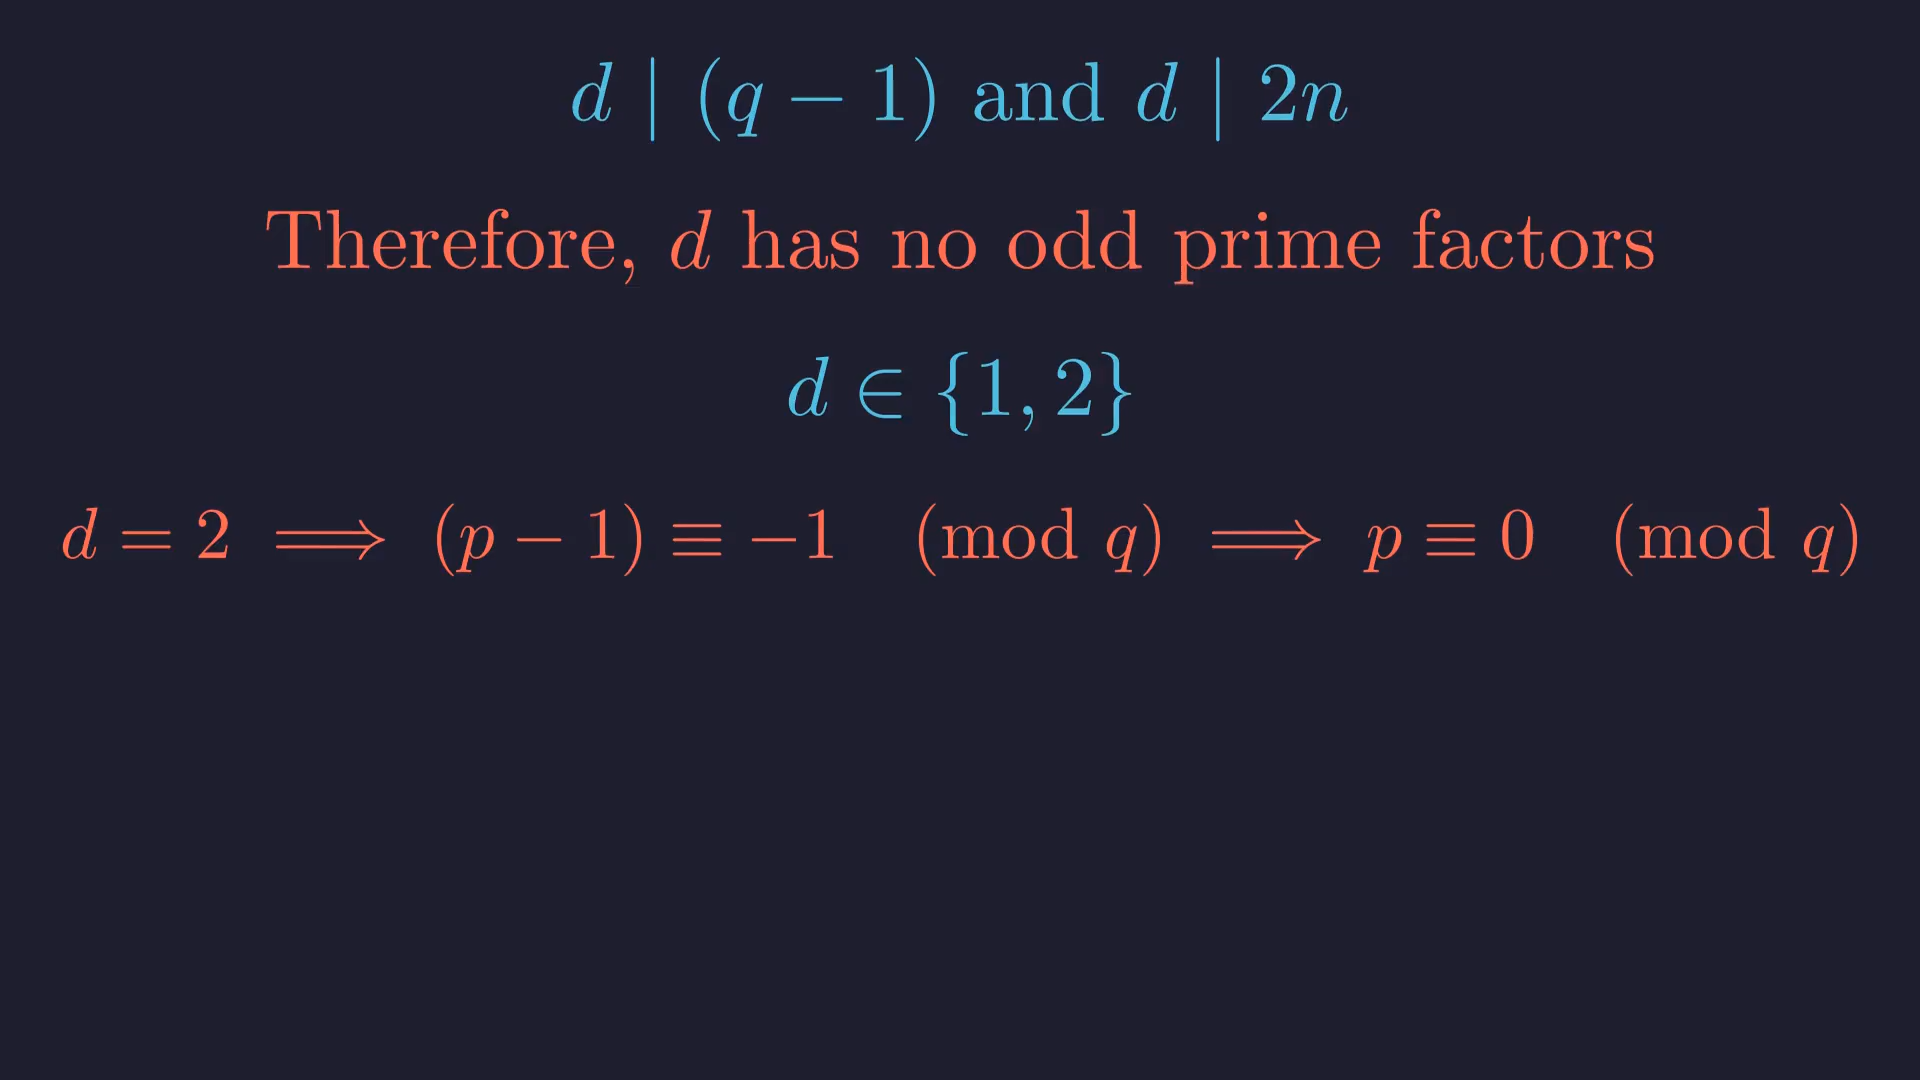 d | (q − 1) and d | 2n
Therefore, d has no odd prime factors
d ∈ {1, 2}
d = 2 ⟹ (p − 1) ≡ −1 (mod q) ⟹ p ≡ 0 (mod q)